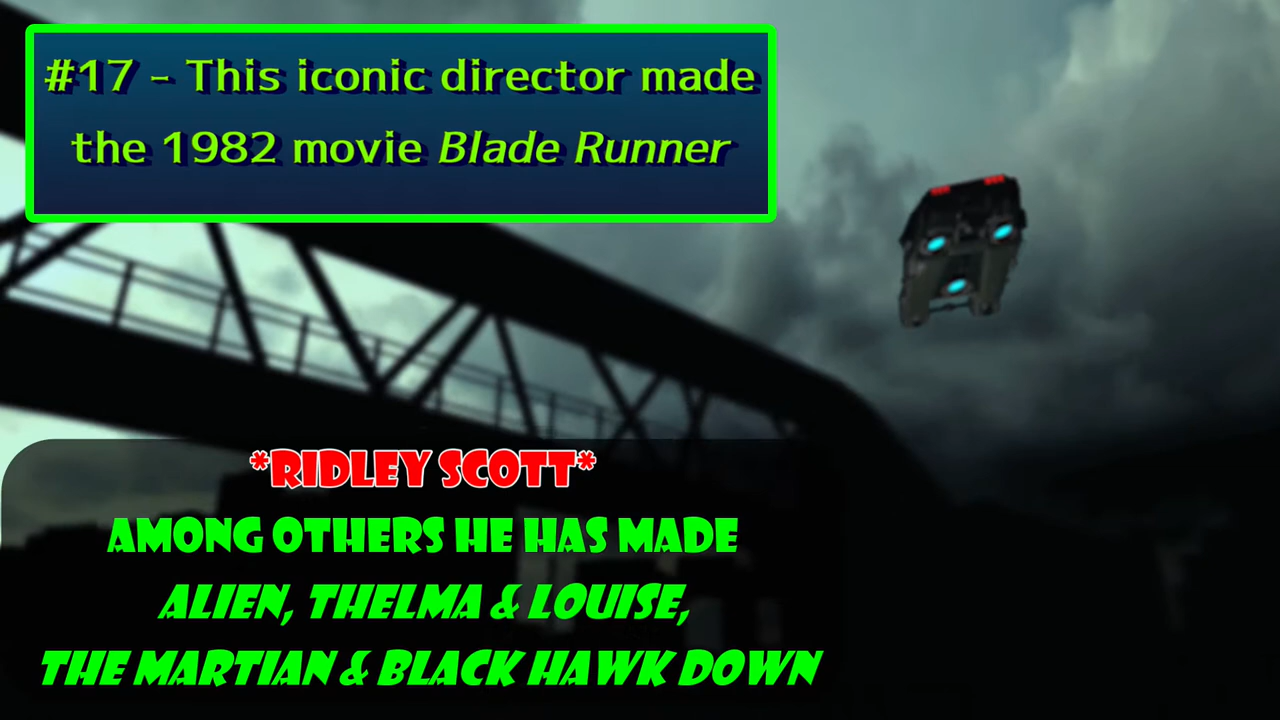 #17 - This iconic director made
the 1982 movie Blade Runner
*RIDLEY SCOTT*
AMONG OTHERS HE HAS MADE
ALIEN, THELMA & LOUISE,
THE MARTIAN & BLACK HAWK DOWN